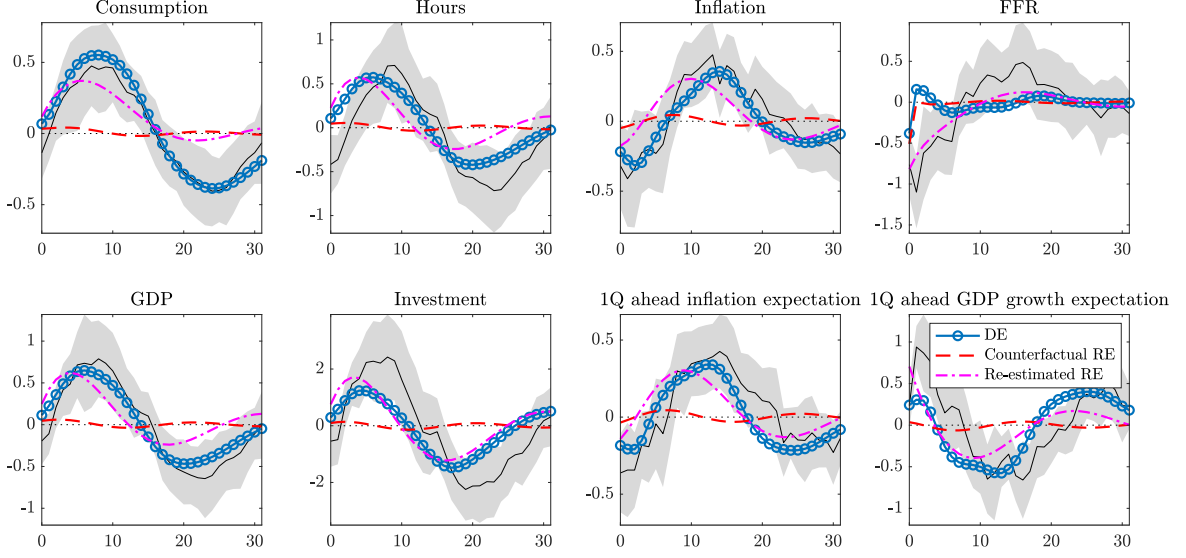 Consumption
Hours
Inflation
FFR
0.5
0
-0.5
0 10 20 30
1
0.5
0
-0.5
-1
0 10 20 30
0.5
0
-0.5
0 10 20 30
0.5
0
-0.5
-1
-1.5
0 10 20 30
GDP
Investment
1Q ahead inflation expectation
1Q ahead GDP growth expectation
1
0.5
0
-0.5
-1
0 10 20 30
2
0
-2
0 10 20 30
0.5
0
-0.5
0 10 20 30
1
0.5
0
-0.5
-1
0 10 20 30
DE
Counterfactual RE
Re-estimated RE